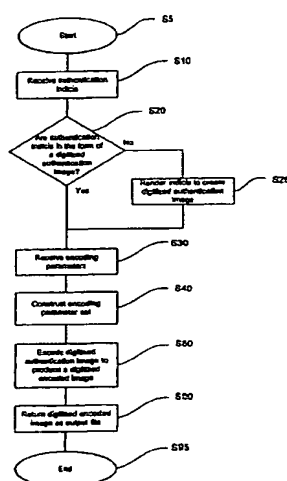 S5
Start
S10
Receive authentication
indicia
S20
Are authentication
indicia in the form of
a digitized
authentication
image?
No
Yes
S25
Render indicia to create
digitized authentication
image
S30
Receive encoding
parameters
S40
Construct encoding
parameter set
Encode digitized
authentication image to
produce a digitized
encoded image
Return digitized encoded
image as output file
S95
End